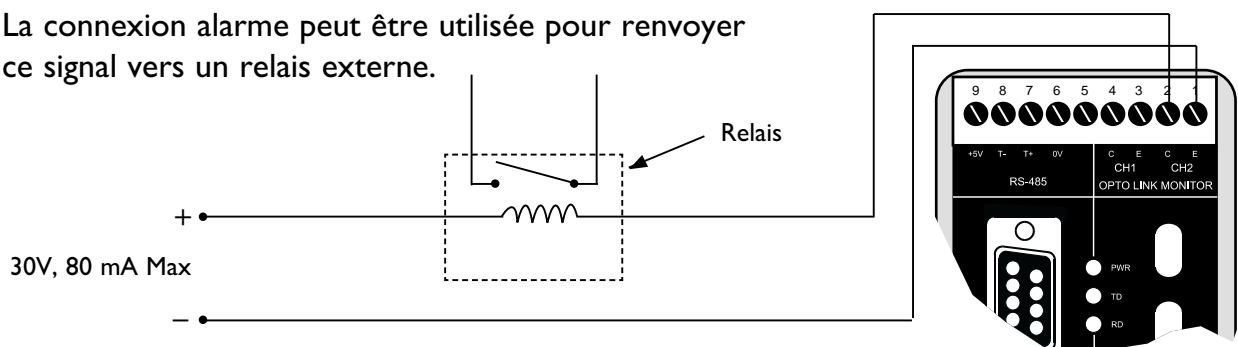 La connexion alarme peut être utilisée pour renvoyer
ce signal vers un relais externe.
Relais
+
30V, 80 mA Max
–
9 8 7 6 5 4 3 2 1
+5V T- T+ 0V C E C E
CH1 CH2
RS-485 OPTO LINK MONITOR
PWR
TD
RD